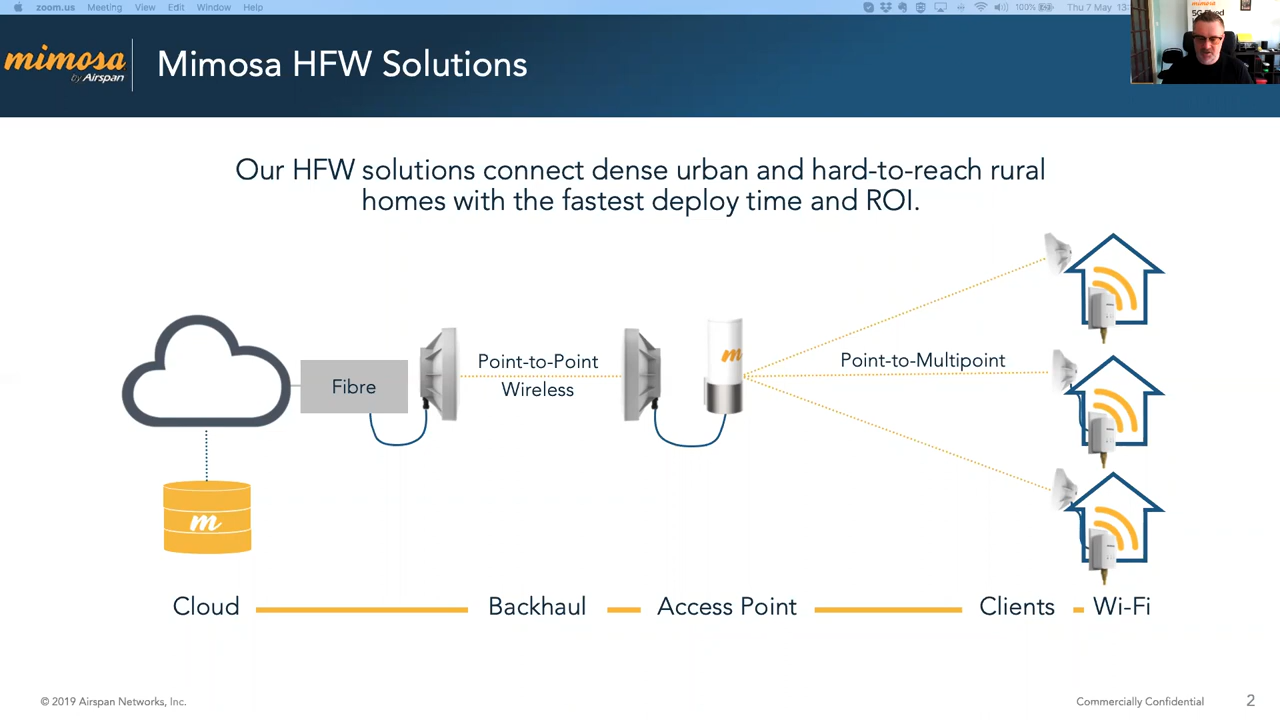 zoom.us Meeting View Edit Window Help
100%
Thu 7 May
mimosa
by Airspan
Mimosa HFW Solutions
mimosa
Our HFW solutions connect dense urban and hard-to-reach rural
homes with the fastest deploy time and ROI.
Fibre
Point-to-Point
Wireless
m
Point-to-Multipoint
m
Cloud
Backhaul
Access Point
Clients
Wi-Fi
© 2019 Airspan Networks, Inc.
Commercially Confidential
2